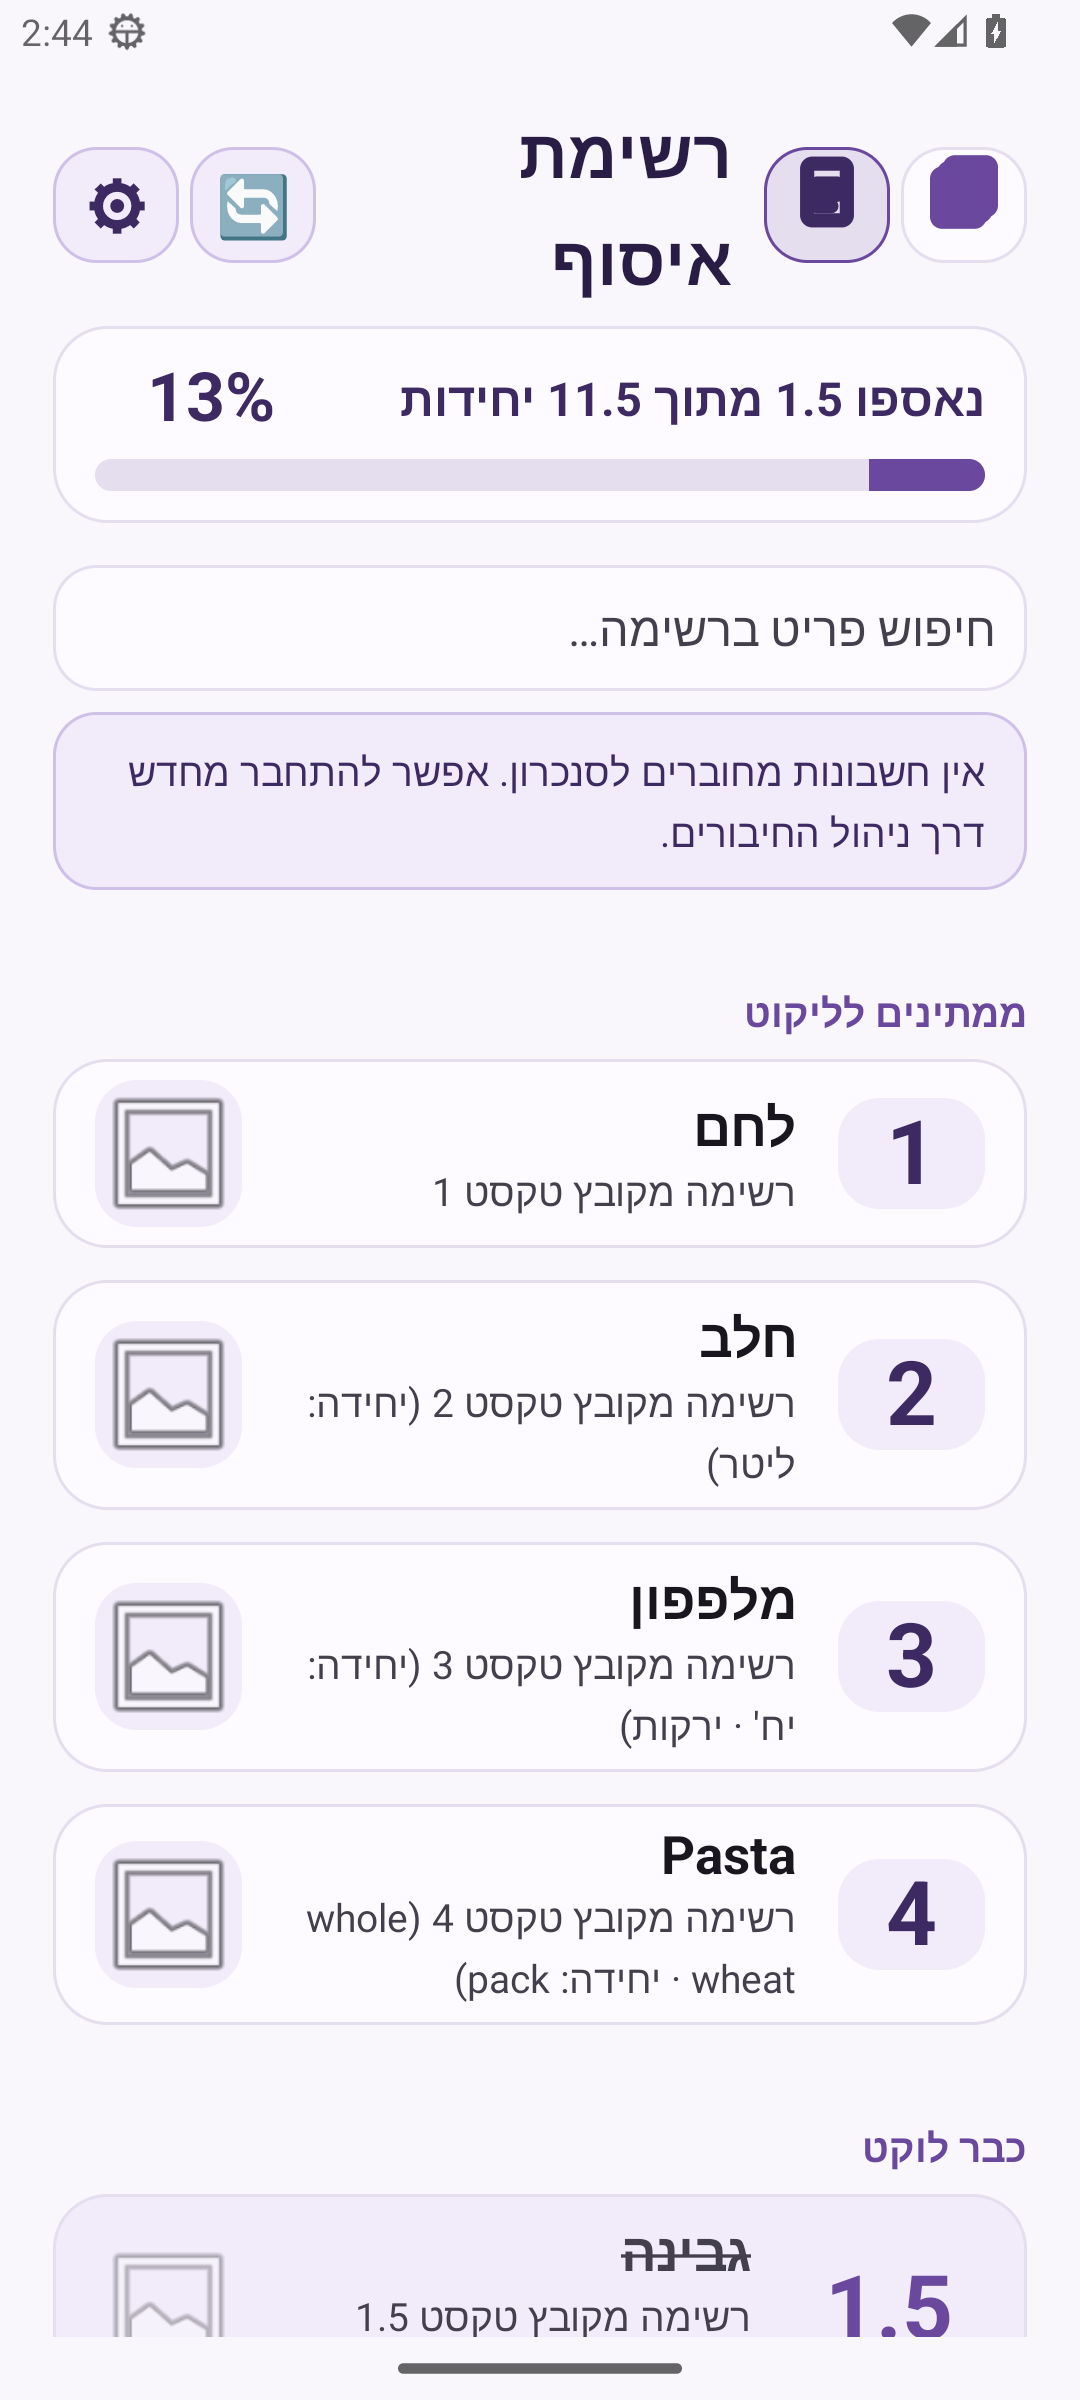 2:44
רשימת
איסוף
נאספו 1.5 מתוך 11.5 יחידות
13%
חיפוש פריט ברשימה...
אין חשבונות מחוברים לסנכרון. אפשר להתחבר מחדש
דרך ניהול החיבורים.
ממתינים לליקוט
1
לחם
רשימה מקובץ טקסט 1
2
חלב
רשימה מקובץ טקסט 2 (יחידה:
ליטר)
3
מלפפון
רשימה מקובץ טקסט 3 (יחידה:
יח' · ירקות)
4
Pasta
רשימה מקובץ טקסט 4 (whole
wheat · יחידה: pack)
כבר לוקט
1.5
גבינה
רשימה מקובץ טקסט 1.5